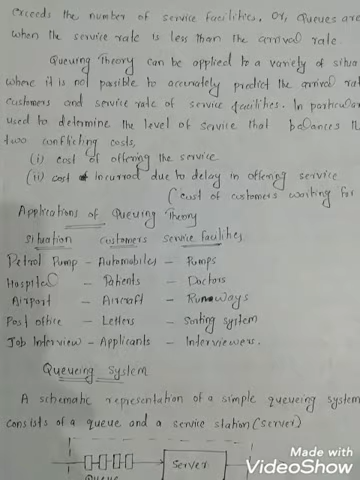 exceeds the number of service facilities. Or, Queues are
when the service rate is less than the arrival rate.
Queuing Theory can be applied to a variety of situa
where it is not posible to accurately predict the arrival rat
customers and service rate of service facilities. In particular
used to determine the level of service that balances th
two conflicting costs,
(i) cost of offering the service
(ii) cost incurred due to delay in offering service
(cost of customers waiting for
Applications of Queuing Theory
Situation customers service facilities
Petrol Pump - Automobiles - Pumps
Hospital - Patients - Doctors
Airport - Aircraft - Runways
Post office - Letters - Sorting system
Job Interview - Applicants - Interviewers.
Queueing System
A schematic representation of a simple queueing system
consists of a queue and a service station (server)
Server
Queue
Made with
VideoShow